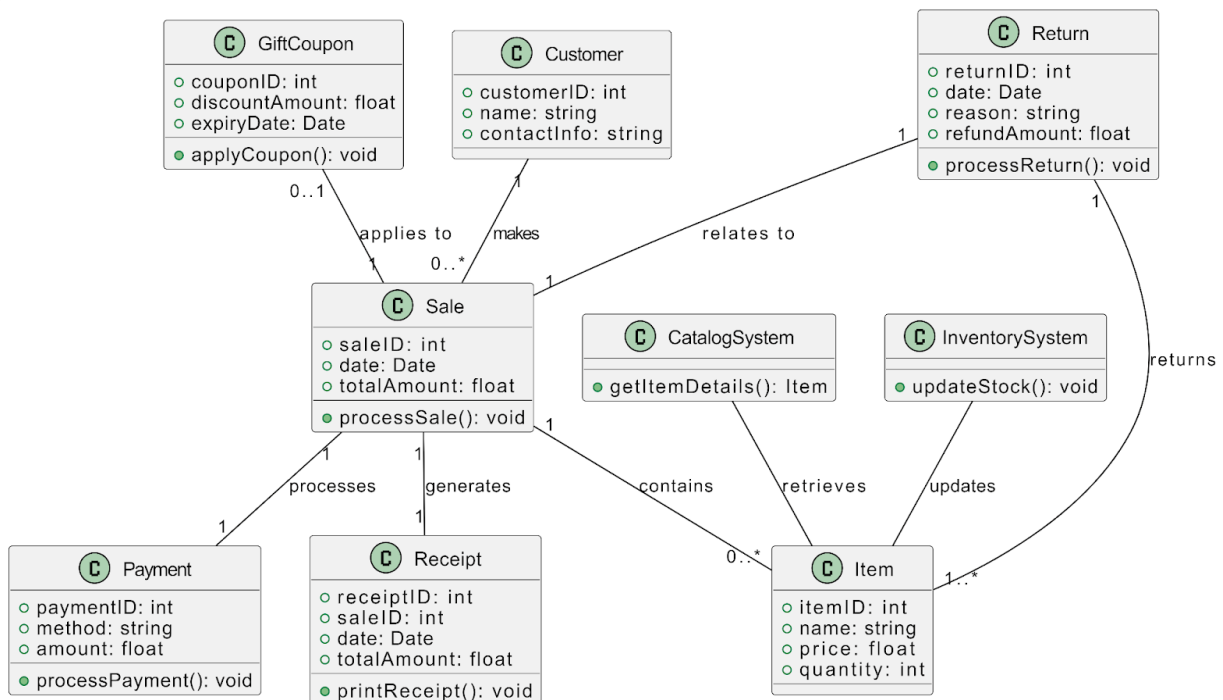 C GiftCoupon
couponID: int
discountAmount: float
expiryDate: Date
applyCoupon(): void
C Customer
customerID: int
name: string
contactInfo: string
C Return
returnID: int
date: Date
reason: string
refundAmount: float
processReturn(): void
0..1
applies to
1
1
makes
0..*
1
relates to
1
1
returns
1..*
C Sale
saleID: int
date: Date
totalAmount: float
processSale(): void
C CatalogSystem
getItemDetails(): Item
C InventorySystem
updateStock(): void
1
processes
1
1
generates
1
1
contains
0..*
retrieves
updates
C Payment
paymentID: int
method: string
amount: float
processPayment(): void
C Receipt
receiptID: int
saleID: int
date: Date
totalAmount: float
printReceipt(): void
C Item
itemID: int
name: string
price: float
quantity: int